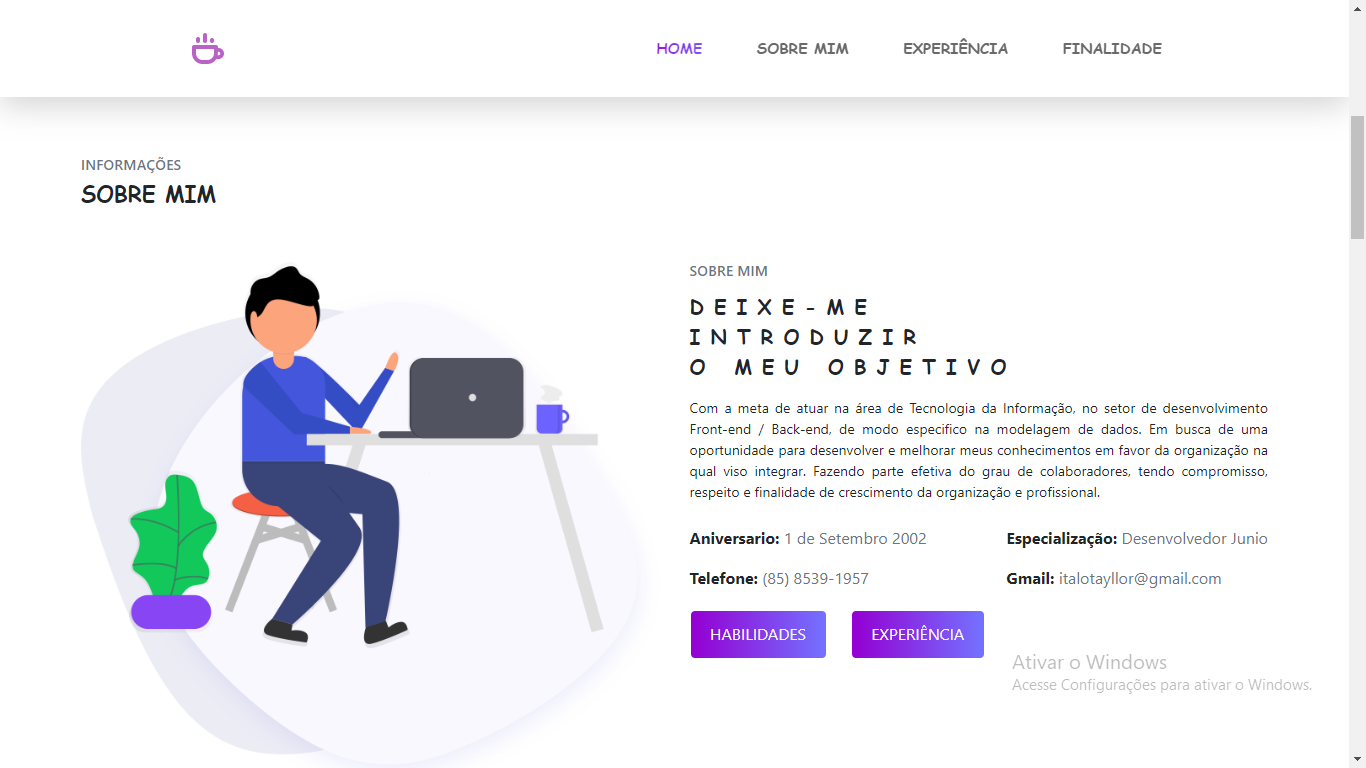 HOME SOBRE MIM EXPERIÊNCIA FINALIDADE
INFORMAÇÕES
SOBRE MIM
SOBRE MIM
DEIXE-ME
INTRODUZIR
O MEU OBJETIVO
Com a meta de atuar na área de Tecnologia da Informação, no setor de desenvolvimento
Front-end / Back-end, de modo especifico na modelagem de dados. Em busca de uma
oportunidade para desenvolver e melhorar meus conhecimentos em favor da organização na
qual viso integrar. Fazendo parte efetiva do grau de colaboradores, tendo compromisso,
respeito e finalidade de crescimento da organização e profissional.
Aniversario: 1 de Setembro 2002 Especialização: Desenvolvedor Junio
Telefone: (85) 8539-1957 Gmail: italotayllor@gmail.com
HABILIDADES EXPERIÊNCIA
Ativar o Windows
Acesse Configurações para ativar o Windows.